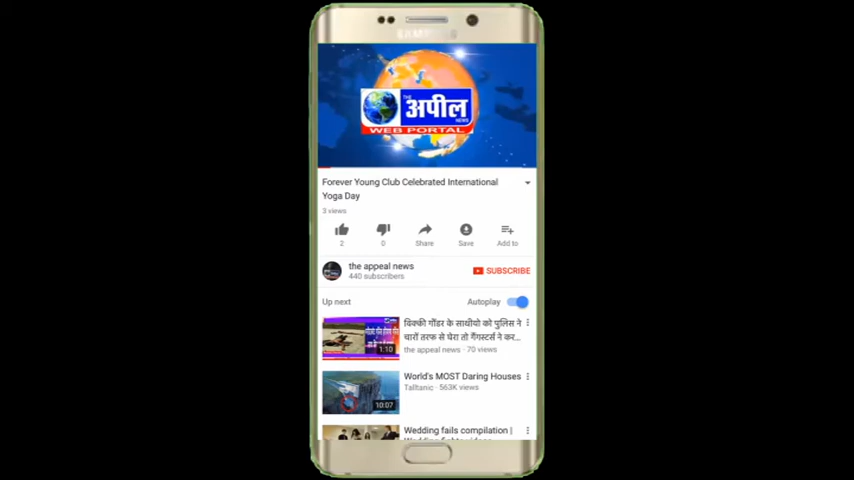 SAMSUNG
THE
अपील
NEWS
WEB PORTAL
Forever Young Club Celebrated International
Yoga Day
3 views
2
0
Share
Save
Add to
the appeal news
440 subscribers
SUBSCRIBE
Up next
Autoplay
विक्की गौंडर के साथीयो को पुलिस ने
चारों तरफ से घेरा तो गैंगस्टर्स ने कर...
the appeal news · 70 views
1:10
World's MOST Daring Houses
Talltanic · 563K views
10:07
Wedding fails compilation |